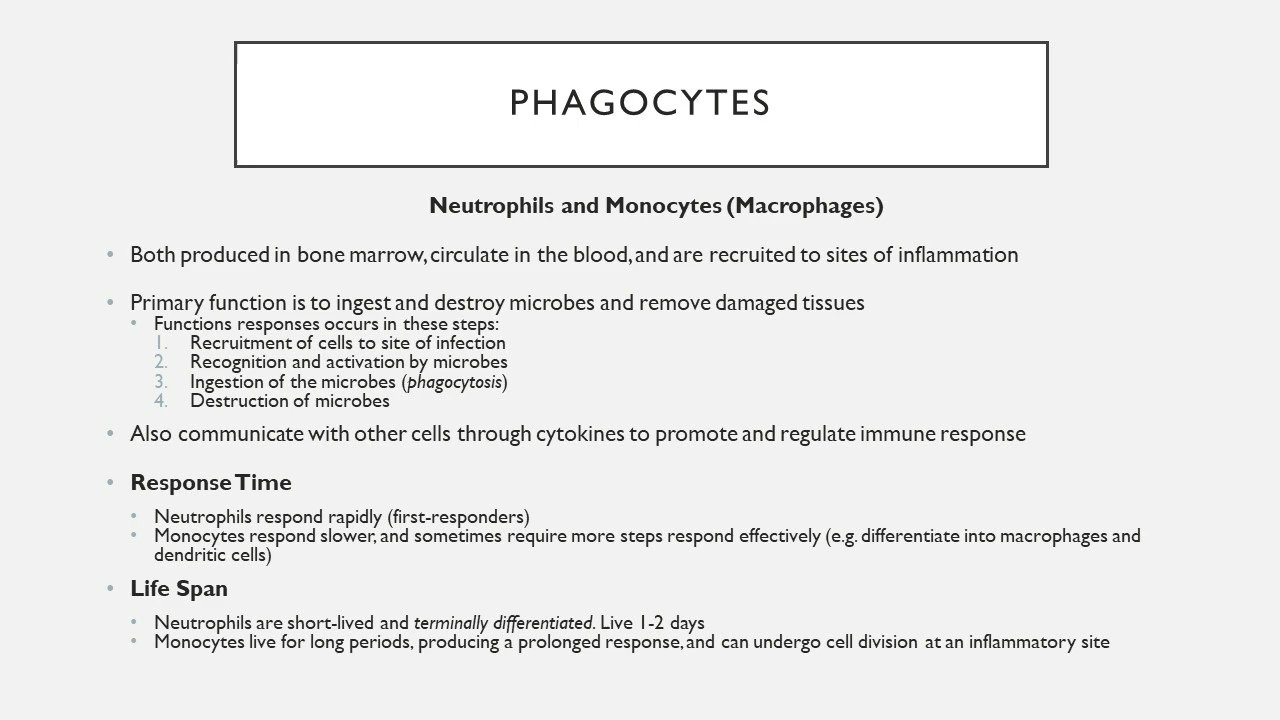 PHAGOCYTES
Neutrophils and Monocytes (Macrophages)
• Both produced in bone marrow, circulate in the blood, and are recruited to sites of inflammation
• Primary function is to ingest and destroy microbes and remove damaged tissues
• Functions responses occurs in these steps:
1. Recruitment of cells to site of infection
2. Recognition and activation by microbes
3. Ingestion of the microbes (phagocytosis)
4. Destruction of microbes
• Also communicate with other cells through cytokines to promote and regulate immune response
• Response Time
• Neutrophils respond rapidly (first-responders)
• Monocytes respond slower, and sometimes require more steps respond effectively (e.g. differentiate into macrophages and
dendritic cells)
• Life Span
• Neutrophils are short-lived and terminally differentiated. Live 1-2 days
• Monocytes live for long periods, producing a prolonged response, and can undergo cell division at an inflammatory site